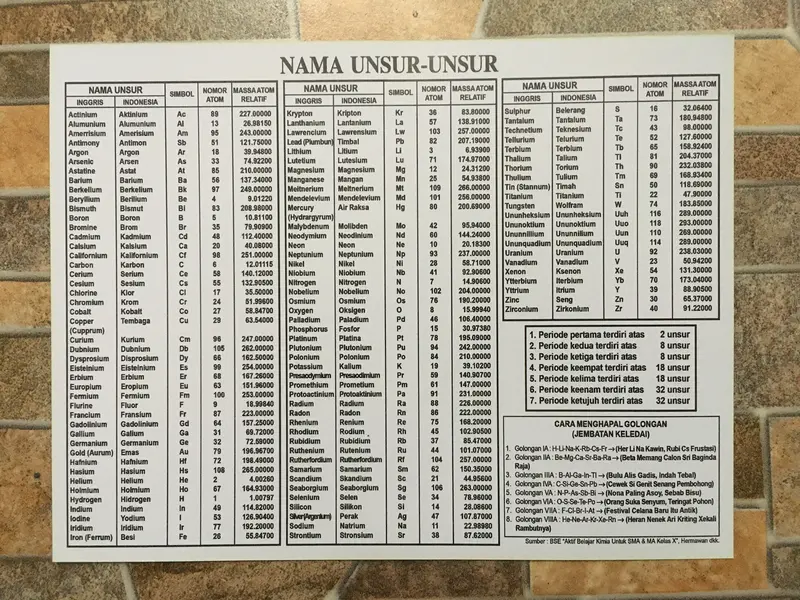 NAMA UNSUR-UNSUR
NAMA UNSUR SIMBOL NOMOR ATOM MASSA ATOM RELATIF
INGGRIS INDONESIA
Actinium Aktinium Ac 89 227.00000
Alumunium Alumunium Al 13 26.98150
Amerrisium Amerisium Am 95 243.00000
Antimony Antimon Sb 51 121.75000
Argon Argon Ar 18 39.94800
Arsenic Arsen As 33 74.92200
Astatine Astat At 85 210.00000
Barium Barium Ba 56 137.34000
Berkelium Berkelium Bk 97 249.00000
Beryllium Berilium Be 4 9.01220
Bismuth Bismut Bi 83 208.98000
Boron Boron B 5 10.81100
Bromine Brom Br 35 79.90900
Cadmium Kadmium Cd 48 112.40000
Calsium Kalsium Ca 20 40.08000
Californium Kalifornium Cf 98 251.00000
Carbon Karbon C 6 12.01115
Cerium Serium Ce 58 140.12000
Cesium Sesium Cs 55 132.90500
Chlorine Klor Cl 17 35.50000
Chromium Krom Cr 24 51.99600
Cobalt Kobalt Co 27 58.84700
Copper Tembaga Cu 29 63.54000
(Cupprum)
Curium Kurium Cm 96 247.00000
Dubnium Dubnium Db 105 262.00000
Dysprosium Disprosium Dy 66 162.50000
Eisteinium Eisteinium Es 99 254.00000
Erbium Erbium Er 68 167.26000
Europium Europium Eu 63 151.96000
Fermium Fermium Fm 100 253.00000
Flurine Fluor F 9 18.99840
Francium Fransium Fr 87 223.00000
Gadolinium Gadolinium Gd 64 157.25000
Gallium Galium Ga 31 69.72000
Germanium Germanium Ge 32 72.59000
Gold (Aurum) Emas Au 79 196.96700
Hafnium Hafnium Hf 72 198.49000
Hasium Hasium Hs 108 265.00000
Helium Helium He 2 4.00260
Holmium Holmium Ho 67 164.93000
Hydrogen Hidrogen H 1 1.00797
Indium Indium In 49 114.82000
Iodine Yodium I 53 126.90400
Iridium Iridium Ir 77 192.20000
Iron (Ferrum) Besi Fe 26 55.84700
NAMA UNSUR SIMBOL NOMOR ATOM MASSA ATOM RELATIF
INGGRIS INDONESIA
Krypton Kripton Kr 36 83.80000
Lanthanium Lantanium La 57 138.91000
Lawrencium Lawrensium Lw 103 257.00000
Lead (Plumbun) Timbal Pb 82 207.19000
Lithium Litium Li 3 6.93900
Lutetium Lutesium Lu 71 174.97000
Magnesium Magnesium Mg 12 24.31200
Manganese Mangan Mn 25 54.93800
Meitnerium Meitnerium Mt 109 266.00000
Mendelevium Mendelevium Md 101 256.00000
Mercury Air Raksa Hg 80 200.69000
(Hydrargyrum)
Malybdenum Molibden Mo 42 95.94000
Neodymium Neodinium Nd 60 144.24000
Neon Neon Ne 10 20.18300
Neptunium Neptunium Np 93 237.00000
Nikel Nikel Ni 28 58.71000
Niobium Niobium Nb 41 92.90600
Nitrogen Nitrogen N 7 14.90600
Nobelium Nobelium No 102 204.00000
Osmium Osmium Os 76 190.20000
Oxygen Oksigen O 8 15.99940
Palladium Paladium Pd 46 106.40000
Phosphorus Fosfor P 15 30.97380
Platinum Platina Pt 78 195.09000
Plutonium Plutonium Pu 94 242.00000
Polonium Polonium Po 84 210.00000
Potassium Kalium K 19 39.10200
Presaodymium Presaodimium Pr 59 140.90700
Promethium Prometium Pm 61 147.00000
Protoactinium Protoaktinium Pa 91 231.00000
Radium Radium Ra 88 226.00000
Radon Radon Rn 86 222.00000
Rhenium Renium Re 75 168.20000
Rhodium Rodium Rh 45 102.90500
Rubidium Rubidium Rb 37 85.47000
Ruthenium Rutenium Ru 44 101.07000
Rutherfordium Rutherfordium Rf 104 257.00000
Samarium Samarium Sm 62 150.35000
Scandium Skandium Sc 21 44.95600
Seaborgium Seaborgium Sg 106 263.00000
Selenium Selen Se 34 78.96000
Silicon Silikon Si 14 28.08600
Silver(Argenium) Perak Ag 47 107.87000
Sodium Natrium Na 11 22.98980
Strontium Stronsium Sr 38 87.62000
NAMA UNSUR SIMBOL NOMOR ATOM MASSA ATOM RELATIF
INGGRIS INDONESIA
Sulphur Belerang S 16 32.06400
Tantalum Tantalum Ta 73 180.94800
Technetium Teknesium Tc 43 98.00000
Tellurium Telurium Te 52 127.60000
Terbium Terbium Tb 65 158.92400
Thalium Talium Tl 81 204.37000
Thorium Thorium Th 90 232.03800
Thulium Tulium Tm 69 168.93400
Tin (Stannum) Timah Sn 50 118.69000
Titanium Titanium Ti 22 47.90000
Tungsten Wolfram W 74 183.85000
Ununheksium Ununheksium Uuh 116 289.00000
Ununoktium Ununoktium Uuo 118 293.00000
Unununillium Unununillium Uun 110 269.00000
Ununquadium Ununquadium Uuq 114 289.00000
Uranium Uranium U 92 238.03000
Vanadium Vanadium V 23 50.94200
Xenon Ksenon Xe 54 131.30000
Ytterbium Iterbium Yb 70 173.04000
Yttrium Itrium Y 39 88.90500
Zinc Seng Zn 30 65.37000
Zirconium Zirkonium Zr 40 91.22000
1. Periode pertama terdiri atas 2 unsur
2. Periode kedua terdiri atas 8 unsur
3. Periode ketiga terdiri atas 8 unsur
4. Periode keempat terdiri atas 18 unsur
5. Periode kelima terdiri atas 18 unsur
6. Periode keenam terdiri atas 32 unsur
7. Periode ketujuh terdiri atas 32 unsur
CARA MENGHAPAL GOLONGAN
(JEMBATAN KELEDAI)
1. Golongan IA : H-Li-Na-K-Rb-Cs-Fr → (Her Li Na Kawin, Rubi Cs Frustasi)
2. Golongan IIA : Be-Mg-Ca-Sr-Ba-Ra → (Beta Memang Calon Sri Baginda
Raja)
3. Golongan IIIA : B-Al-Ga-In-Tl → (Bulu Alis Gadis, Indah Tebal)
4. Golongan IVA : C-Si-Ge-Sn-Pb → (Cewek Si Genit Senang Pembohong)
5. Golongan VA : N-P-As-Sb-Bi → (Nona Paling Asoy, Sebab Bisu)
6. Golongan VIA : O-S-Se-Te-Po → (Orang Suka Senyum, Teringat Pohon)
7. Golongan VIIA : F-Cl-Br-I-At → (Festival Celana Baru Itu Antik)
8. Golongan VIIIA : He-Ne-Ar-Kr-Xe-Rn → (Heran Nenek Ari Kriting Xekali
Rambutnya)
Sumber : BSE "Aktif Belajar Kimia Untuk SMA & MA Kelas X", Hermawan dkk.